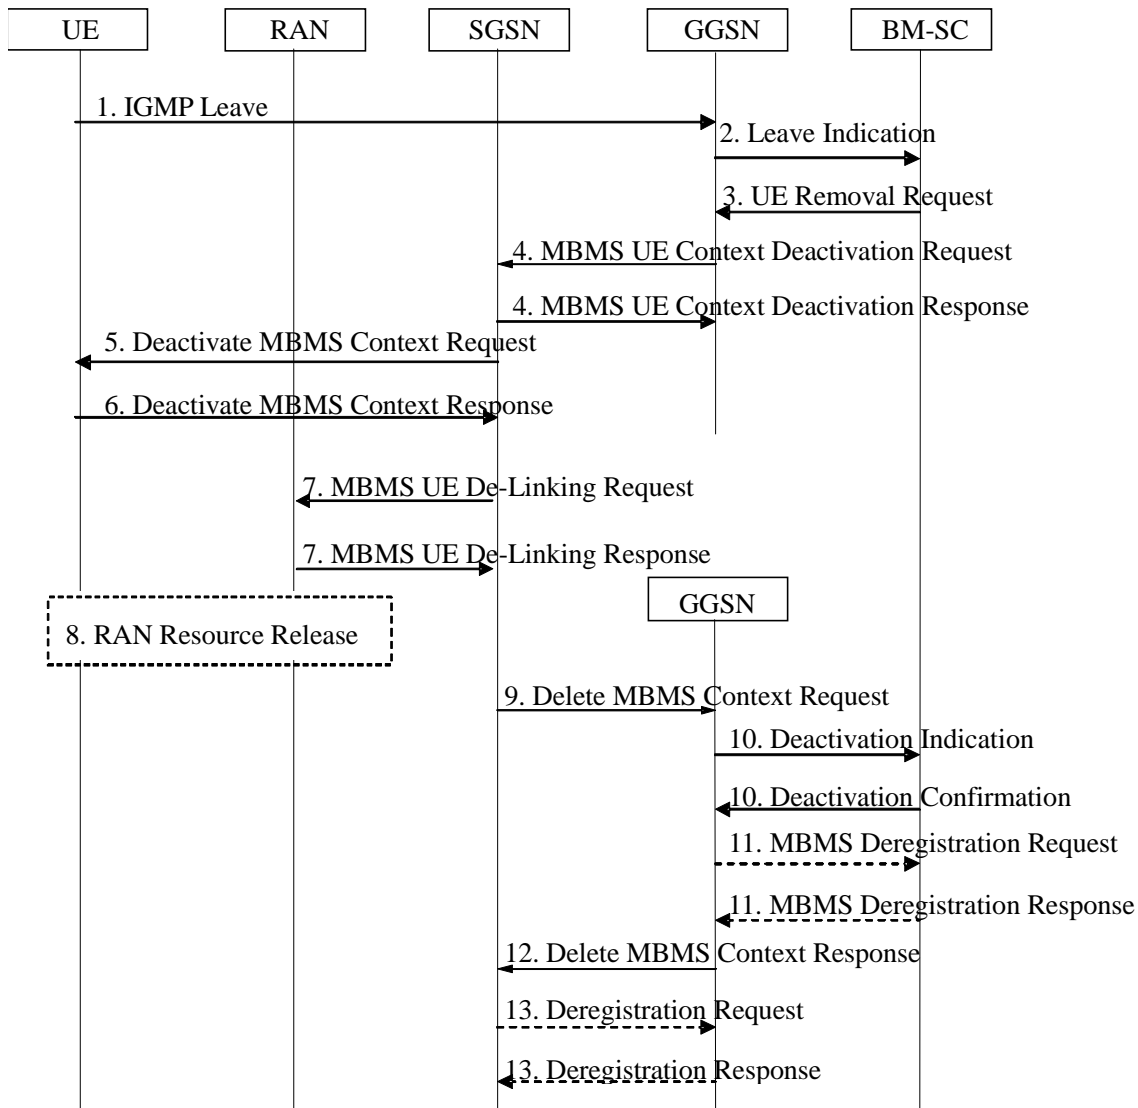 UE RAN SGSN GGSN BM-SC
1. IGMP Leave
2. Leave Indication
3. UE Removal Request
4. MBMS UE Context Deactivation Request
4. MBMS UE Context Deactivation Response
5. Deactivate MBMS Context Request
6. Deactivate MBMS Context Response
7. MBMS UE De-Linking Request
7. MBMS UE De-Linking Response
GGSN
8. RAN Resource Release
9. Delete MBMS Context Request
10. Deactivation Indication
10. Deactivation Confirmation
11. MBMS Deregistration Request
11. MBMS Deregistration Response
12. Delete MBMS Context Response
13. Deregistration Request
13. Deregistration Response